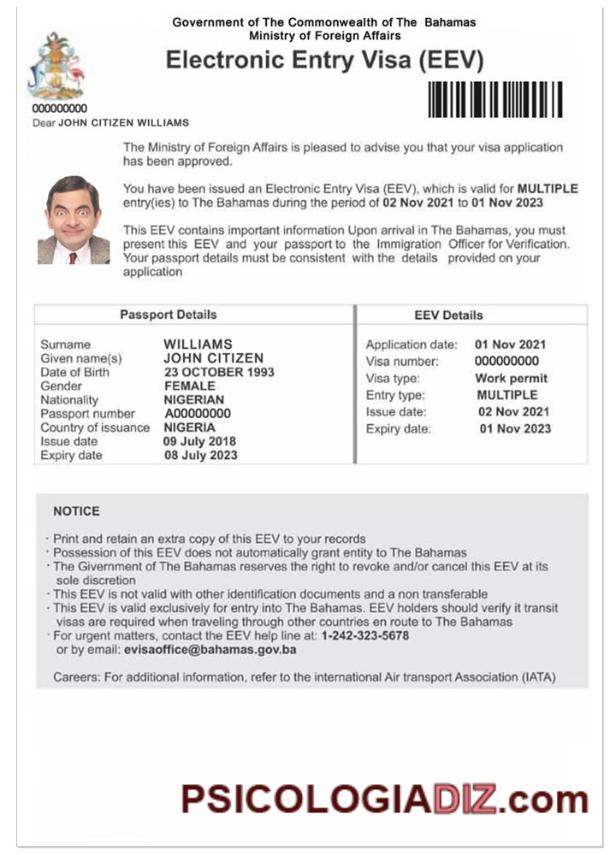 Government of The Commonwealth of The Bahamas
Ministry of Foreign Affairs
Electronic Entry Visa (EEV)
000000000
Dear JOHN CITIZEN WILLIAMS
The Ministry of Foreign Affairs is pleased to advise you that your visa application
has been approved.
You have been issued an Electronic Entry Visa (EEV), which is valid for MULTIPLE
entry(ies) to The Bahamas during the period of 02 Nov 2021 to 01 Nov 2023
This EEV contains important information Upon arrival in The Bahamas, you must
present this EEV and your passport to the Immigration Officer for Verification.
Your passport details must be consistent with the details provided on your
application
Passport Details
Surname WILLIAMS
Given name(s) JOHN CITIZEN
Date of Birth 23 OCTOBER 1993
Gender FEMALE
Nationality NIGERIAN
Passport number A00000000
Country of issuance NIGERIA
Issue date 09 July 2018
Expiry date 08 July 2023
EEV Details
Application date: 01 Nov 2021
Visa number: 000000000
Visa type: Work permit
Entry type: MULTIPLE
Issue date: 02 Nov 2021
Expiry date: 01 Nov 2023
NOTICE
· Print and retain an extra copy of this EEV to your records
· Possession of this EEV does not automatically grant entity to The Bahamas
· The Givernment of The Bahamas reserves the right to revoke and/or cancel this EEV at its
sole discretion
· This EEV is not valid with other identification documents and a non transferable
· This EEV is valid exclusively for entry into The Bahamas. EEV holders should verify it transit
visas are required when traveling through other countries en route to The Bahamas
· For urgent matters, contact the EEV help line at: 1-242-323-5678
or by email: evisaoffice@bahamas.gov.ba
Careers: For additional information, refer to the international Air transport Association (IATA)
PSICOLOGIADIZ.com